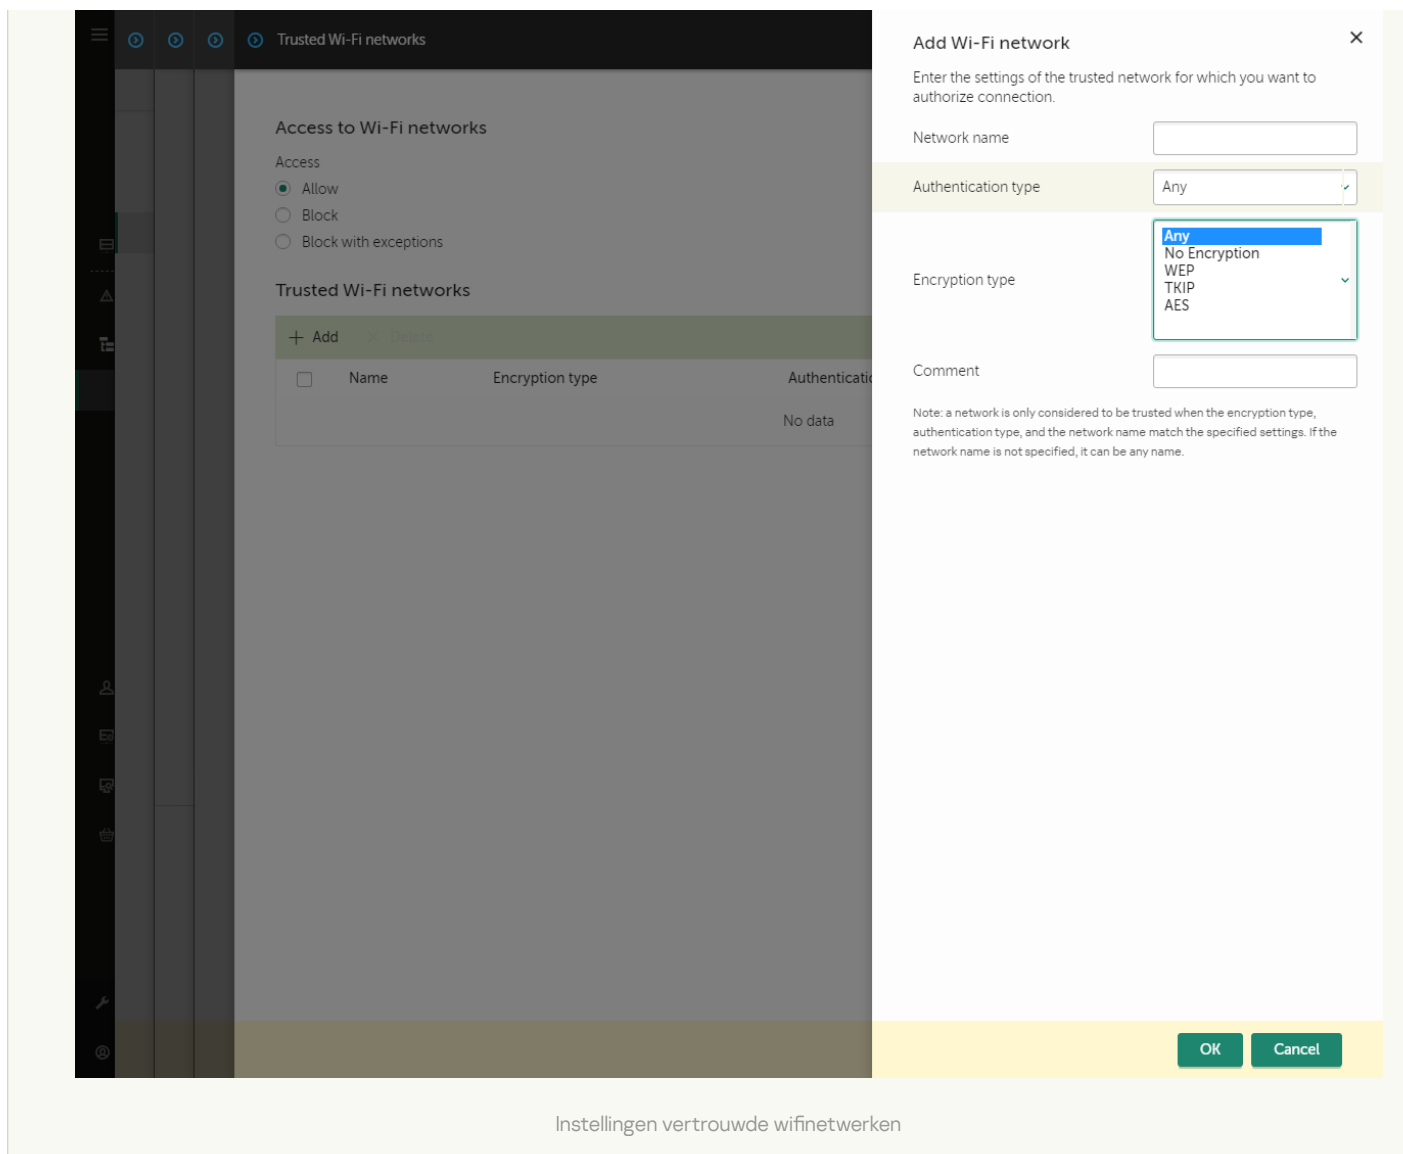 Trusted Wi-Fi networks
Access to Wi-Fi networks
Access
Allow
Block
Block with exceptions
Trusted Wi-Fi networks
Add
Delete
Name Encryption type
No data
Add Wi-Fi network
Enter the settings of the trusted network for which you want to
authorize connection.
Network name
Authentication type Any
Encryption type
Any
No Encryption
WEP
TKIP
AES
Comment
Note: a network is only considered to be trusted when the encryption type,
authentication type, and the network name match the specified settings. If the
network name is not specified, it can be any name.
OK Cancel
Instellingen vertrouwde wifinetwerken